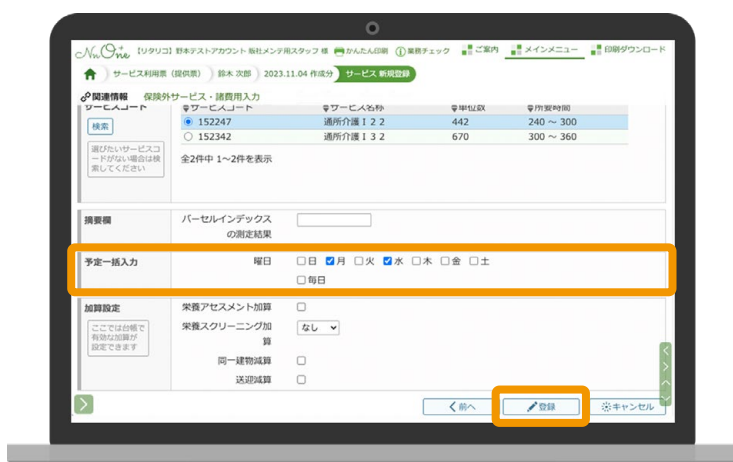 NnOne 【リタリコ】野本テストアカウント 販社メンテ用スタッフ 様 かんたん印刷 業務チェック ご案内 メインメニュー 印刷ダウンロード
サービス利用票（提供票） 鈴木 次郎 2023.11.04 作成分 サービス 新規登録
関連情報 保険外サービス・諸費用入力
サービスコード サービスコード サービス名称 単位数 所要時間
検索 152247 通所介護Ⅰ22 442 240 ～ 300
152342 通所介護Ⅰ32 670 300 ～ 360
選びたいサービスコ
ードがない場合は検
索してください
全2件中 1～2件を表示
摘要欄 バーセルインデックス
の測定結果
予定一括入力 曜日 日 月 火 水 木 金 土
毎日
加算設定 栄養アセスメント加算
ここでは台帳で
有効な加算が
設定できます
栄養スクリーニング加
算 なし
同一建物減算
送迎減算
前へ 登録 キャンセル